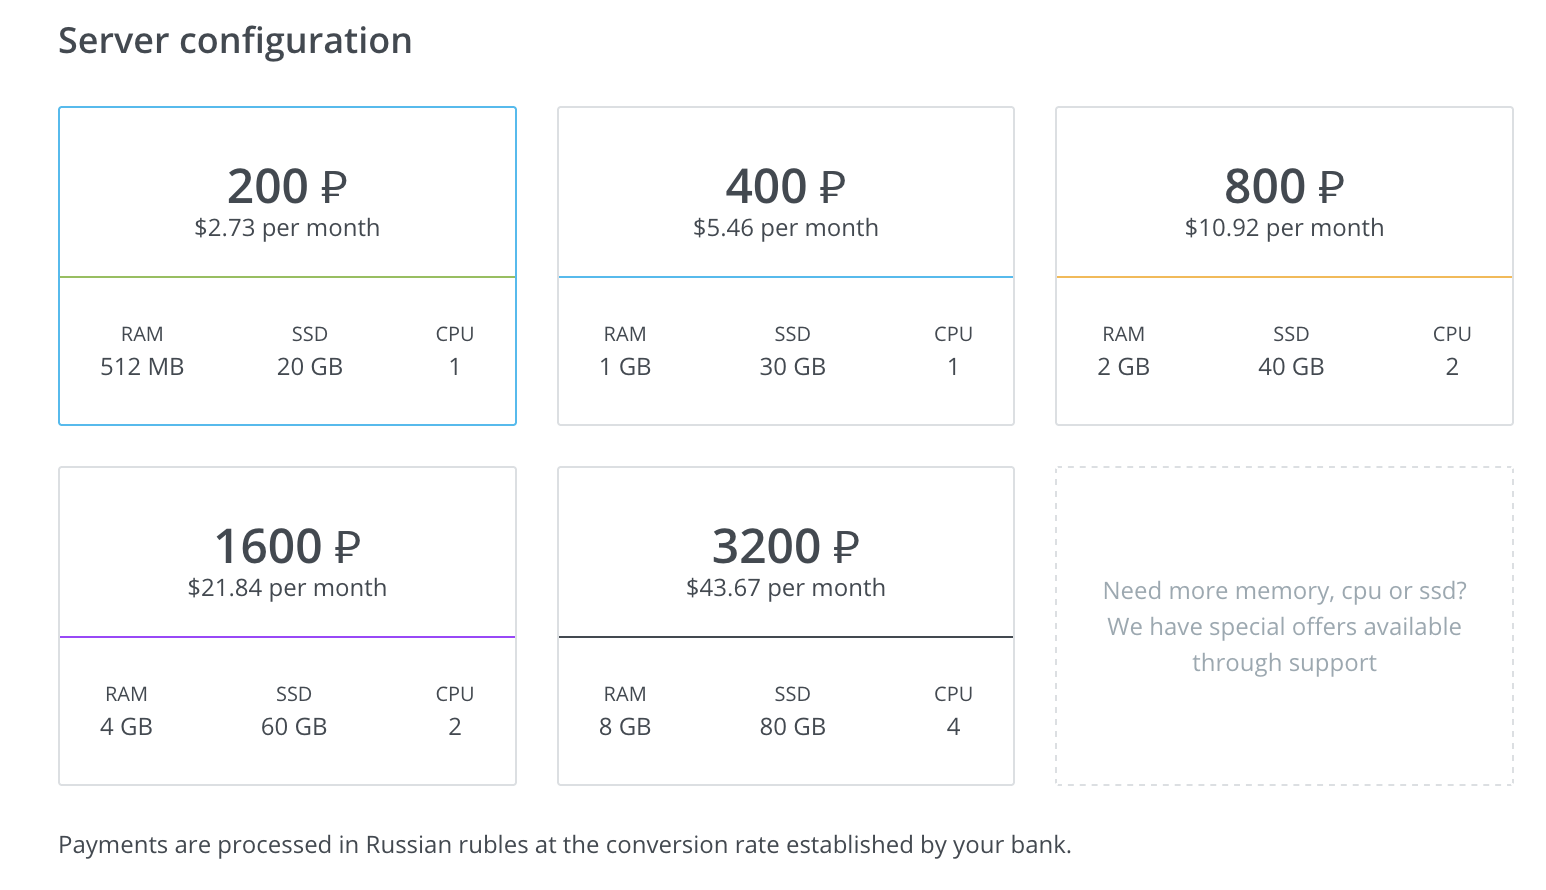 Server configuration
200 ₽
$2.73 per month
RAM SSD CPU
512 MB 20 GB 1
400 ₽
$5.46 per month
RAM SSD CPU
1 GB 30 GB 1
800 ₽
$10.92 per month
RAM SSD CPU
2 GB 40 GB 2
1600 ₽
$21.84 per month
RAM SSD CPU
4 GB 60 GB 2
3200 ₽
$43.67 per month
RAM SSD CPU
8 GB 80 GB 4
Need more memory, cpu or ssd?
We have special offers available
through support
Payments are processed in Russian rubles at the conversion rate established by your bank.